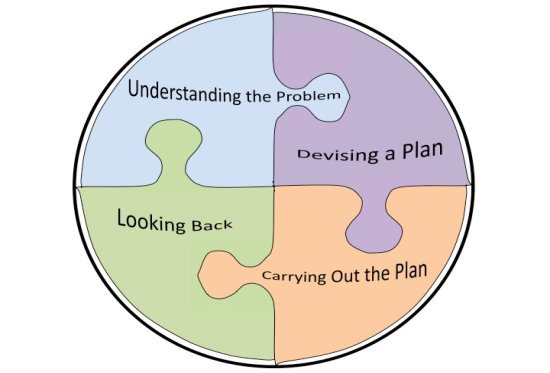 Understanding the Problem
Devising a Plan
Looking Back
Carrying Out the Plan